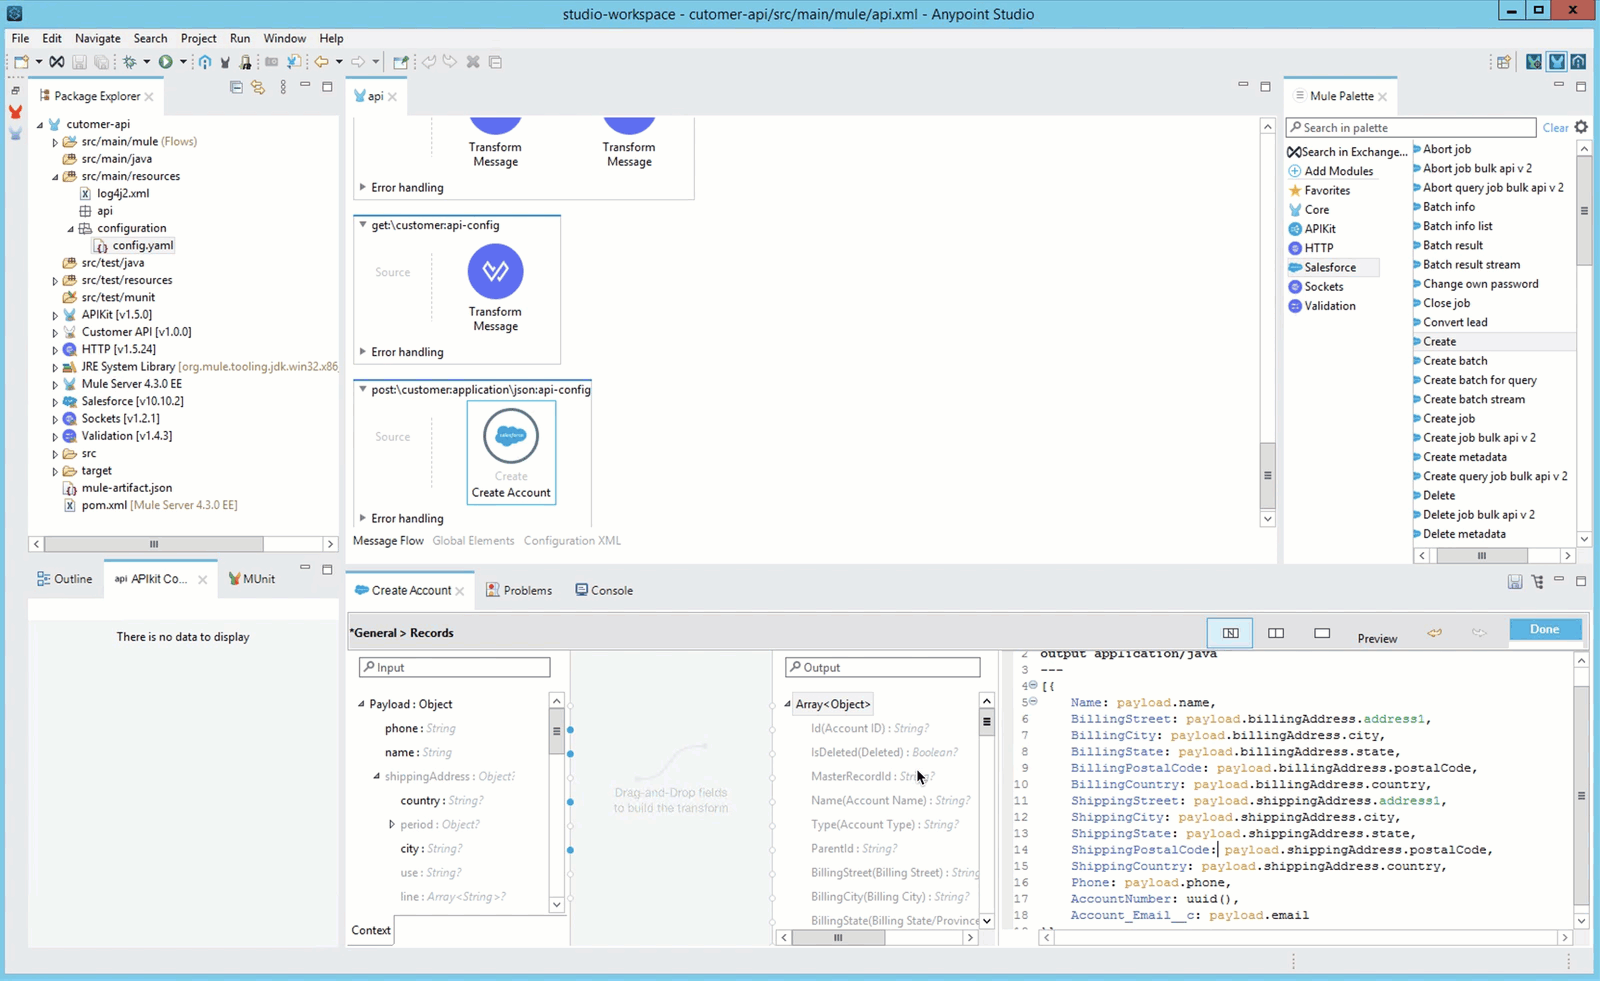 studio-workspace - cutomer-api/src/main/mule/api.xml - Anypoint Studio
File Edit Navigate Search Project Run Window Help
Package Explorer
cutomer-api
src/main/mule (Flows)
src/main/java
src/main/resources
log4j2.xml
api
configuration
config.yaml
src/test/java
src/test/resources
src/test/munit
APIKit [v1.5.0]
Customer API [v1.0.0]
HTTP [v1.5.24]
JRE System Library [org.mule.tooling.jdk.win32.x86
Mule Server 4.3.0 EE
Salesforce [v10.10.2]
Sockets [v1.2.1]
Validation [v1.4.3]
src
target
mule-artifact.json
pom.xml [Mule Server 4.3.0 EE]
api
Transform
Message
Transform
Message
Error handling
get:\customer:api-config
Source
Transform
Message
Error handling
post:\customer:application\json:api-config
Source
salesforce
Create
Create Account
Error handling
Message Flow Global Elements Configuration XML
Mule Palette
Search in palette
Clear
Search in Exchange...
Add Modules
Favorites
Core
APIKit
HTTP
Salesforce
Sockets
Validation
Abort job
Abort job bulk api v 2
Abort query job bulk api v 2
Batch info
Batch info list
Batch result
Batch result stream
Change own password
Close job
Convert lead
Create
Create batch
Create batch for query
Create batch stream
Create job
Create job bulk api v 2
Create metadata
Create query job bulk api v 2
Delete
Delete job bulk api v 2
Delete metadata
Outline
api APIkit Co...
MUnit
There is no data to display
Create Account
Problems
Console
*General > Records
Preview
Done
Input
Payload : Object
phone : String
name : String
shippingAddress : Object?
country : String?
period : Object?
city : String?
use : String?
line : Array<String>?
Context
Drag-and-Drop fields
to build the transform
Output
Array<Object>
Id(Account ID) : String?
IsDeleted(Deleted) : Boolean?
MasterRecordId : String?
Name(Account Name) : String?
Type(Account Type) : String?
ParentId : String?
BillingStreet(Billing Street) : String
BillingCity(Billing City) : String?
BillingState(Billing State/Province
2 output application/java
3 ---
4 [{
5 Name: payload.name,
6 BillingStreet: payload.billingAddress.address1,
7 BillingCity: payload.billingAddress.city,
8 BillingState: payload.billingAddress.state,
9 BillingPostalCode: payload.billingAddress.postalCode,
10 BillingCountry: payload.billingAddress.country,
11 ShippingStreet: payload.shippingAddress.address1,
12 ShippingCity: payload.shippingAddress.city,
13 ShippingState: payload.shippingAddress.state,
14 ShippingPostalCode: payload.shippingAddress.postalCode,
15 ShippingCountry: payload.shippingAddress.country,
16 Phone: payload.phone,
17 AccountNumber: uuid(),
18 Account_Email__c: payload.email